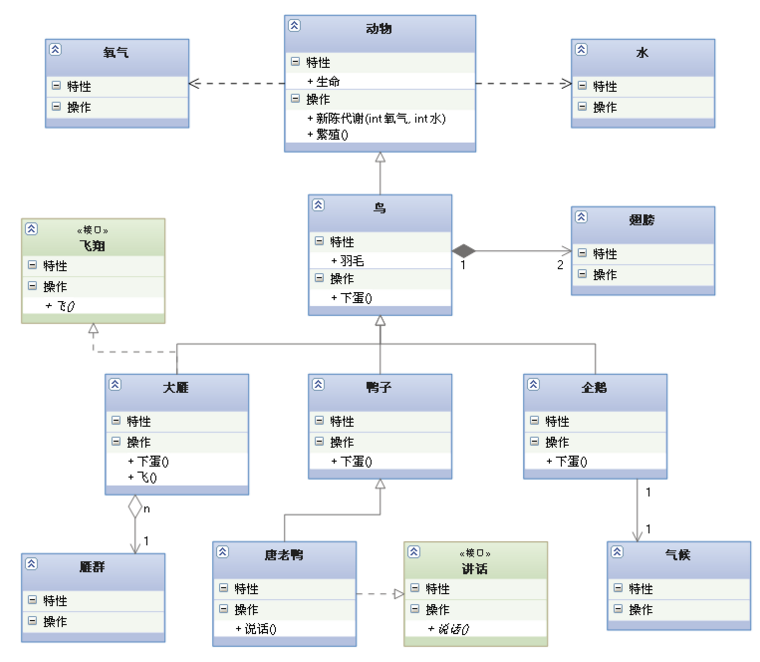 氧气
特性
操作
动物
特性
+ 生命
操作
+ 新陈代谢(int 氧气, int 水)
+ 繁殖()
水
特性
操作
«接口»
飞翔
特性
操作
+ 飞()
鸟
特性
+ 羽毛
操作
+ 下蛋()
1
2
翅膀
特性
操作
大雁
特性
操作
+ 下蛋()
+ 飞()
鸭子
特性
操作
+ 下蛋()
企鹅
特性
操作
+ 下蛋()
n
1
1
1
雁群
特性
操作
唐老鸭
特性
操作
+ 说话()
«接口»
讲话
特性
操作
+ 说话()
气候
特性
操作